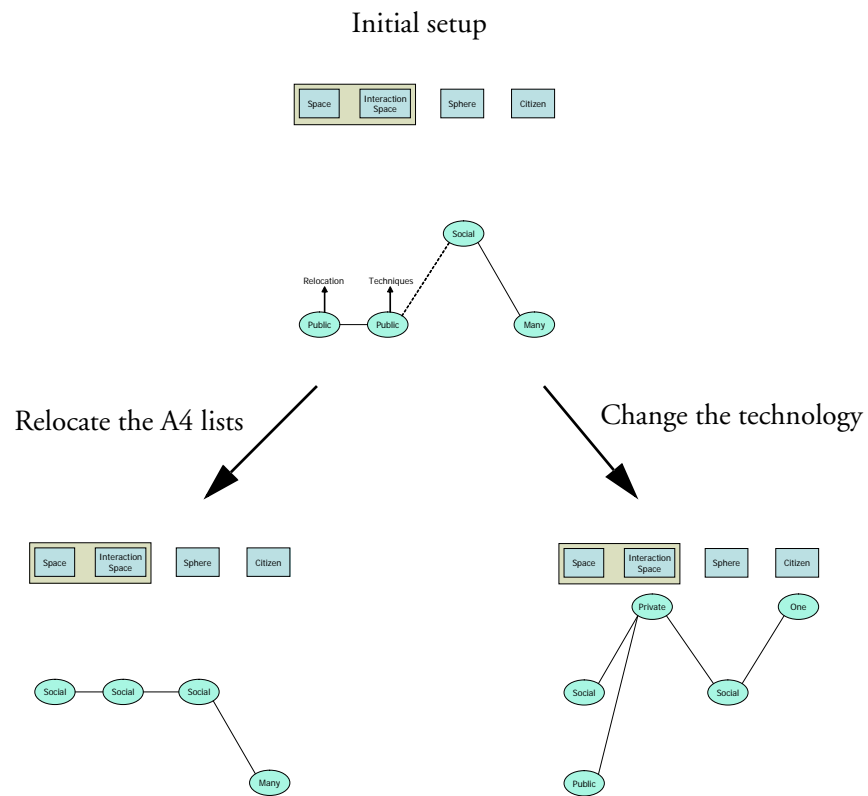 Initial setup
Space
Interaction
Space
Sphere
Citizen
Social
Relocation
Techniques
Public
Public
Many
Relocate the A4 lists
Change the technology
Space
Interaction
Space
Sphere
Citizen
Social
Social
Social
Many
Space
Interaction
Space
Sphere
Citizen
Private
One
Social
Social
Public